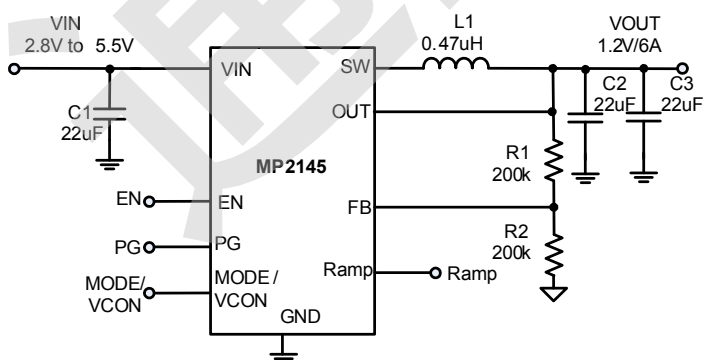 VIN
2.8V to 5.5V
L1
0.47uH
VOUT
1.2V/6A
VIN
SW
C1
22uF
C2
22uF
C3
22uF
OUT
MP2145
R1
200k
EN
EN
FB
PG
PG
R2
200k
MODE/
VCON
MODE /
VCON
Ramp
Ramp
GND